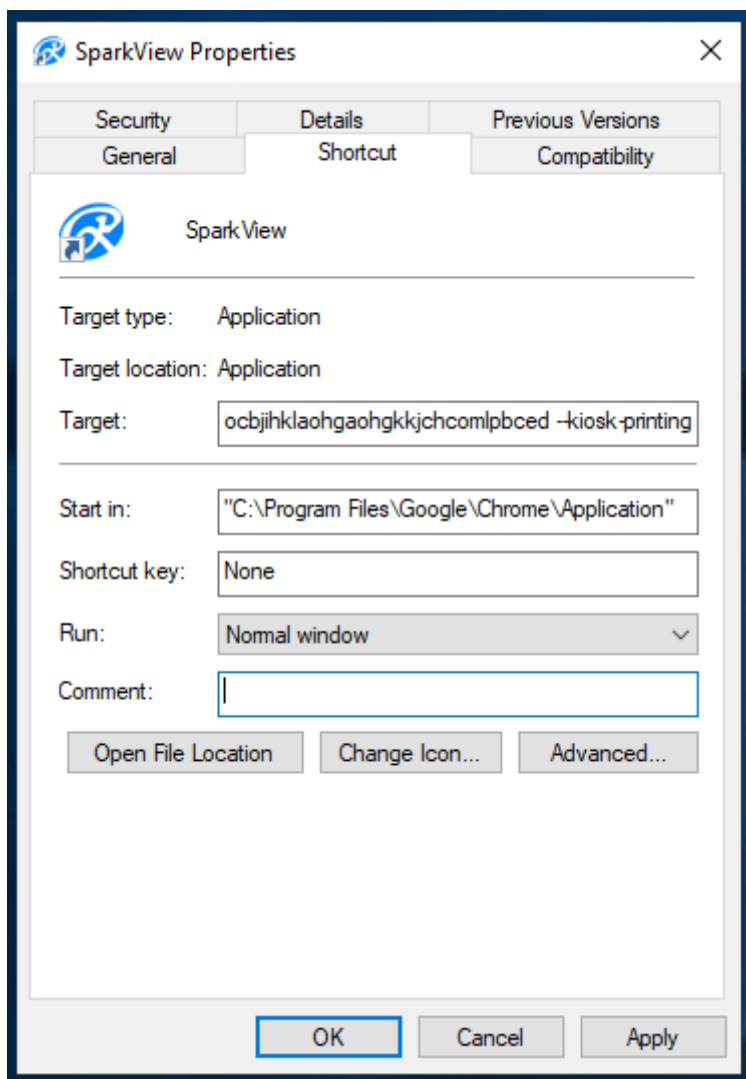 SparkView Properties
Security Details Previous Versions
General Shortcut Compatibility
SparkView
Target type: Application
Target location: Application
Target: ocbjihklaohgaohgkkjchcomlpbced --kiosk-printing
Start in: "C:\Program Files\Google\Chrome\Application"
Shortcut key: None
Run: Normal window
Comment:
Open File Location Change Icon... Advanced...
OK Cancel Apply